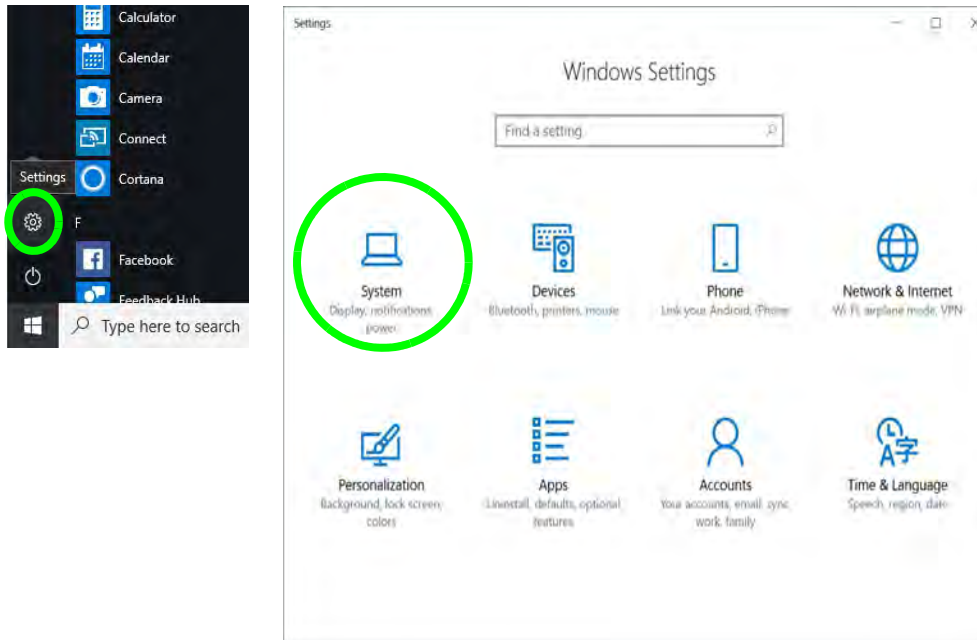 Calculator
Calendar
Camera
Connect
Settings
Cortana
F
Facebook
Feedback Hub
Type here to search
Settings
Windows Settings
Find a setting
System
Display, notifications,
power
Devices
Bluetooth, printers, mouse
Phone
Link your Android, iPhone
Network & Internet
Wi-Fi, airplane mode, VPN
Personalization
Background, lock screen,
colors
Apps
Uninstall, defaults, optional
features
Accounts
Your accounts, email, sync,
work, family
Time & Language
Speech, region, date
A字